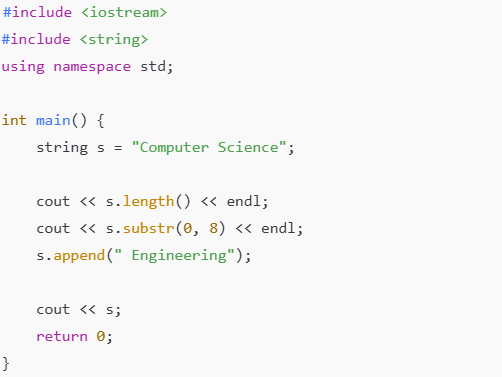 #include <iostream>
#include <string>
using namespace std;
int main() {
string s = "Computer Science";
cout << s.length() << endl;
cout << s.substr(0, 8) << endl;
s.append(" Engineering");
cout << s;
return 0;
}